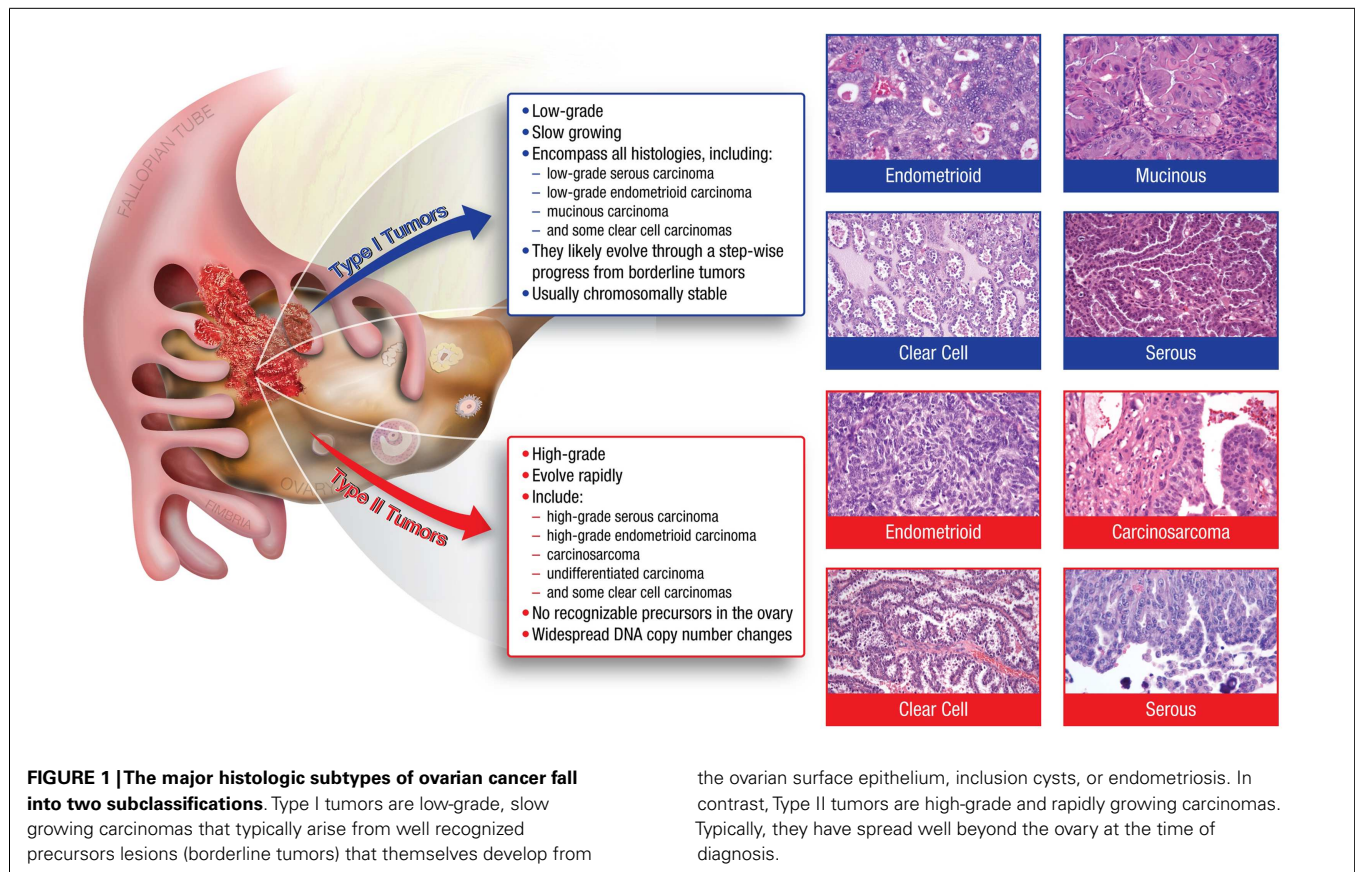 FALLOPIAN TUBE
FIMBRIA
OVARY
Type I Tumors
Type II Tumors
• Low-grade
• Slow growing
• Encompass all histologies, including:
– low-grade serous carcinoma
– low-grade endometrioid carcinoma
– mucinous carcinoma
– and some clear cell carcinomas
• They likely evolve through a step-wise
progress from borderline tumors
• Usually chromosomally stable
• High-grade
• Evolve rapidly
• Include:
– high-grade serous carcinoma
– high-grade endometrioid carcinoma
– carcinosarcoma
– undifferentiated carcinoma
– and some clear cell carcinomas
• No recognizable precursors in the ovary
• Widespread DNA copy number changes
Endometrioid
Mucinous
Clear Cell
Serous
Endometrioid
Carcinosarcoma
Clear Cell
Serous
FIGURE 1 | The major histologic subtypes of ovarian cancer fall
into two subclassifications. Type I tumors are low-grade, slow
growing carcinomas that typically arise from well recognized
precursors lesions (borderline tumors) that themselves develop from
the ovarian surface epithelium, inclusion cysts, or endometriosis. In
contrast, Type II tumors are high-grade and rapidly growing carcinomas.
Typically, they have spread well beyond the ovary at the time of
diagnosis.